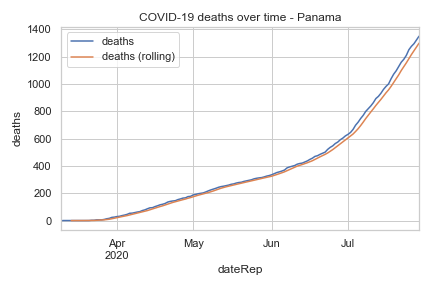 COVID-19 deaths over time - Panama
deaths
deaths (rolling)
1400
1200
1000
800
600
400
200
0
deaths
Apr
2020
May
Jun
Jul
dateRep